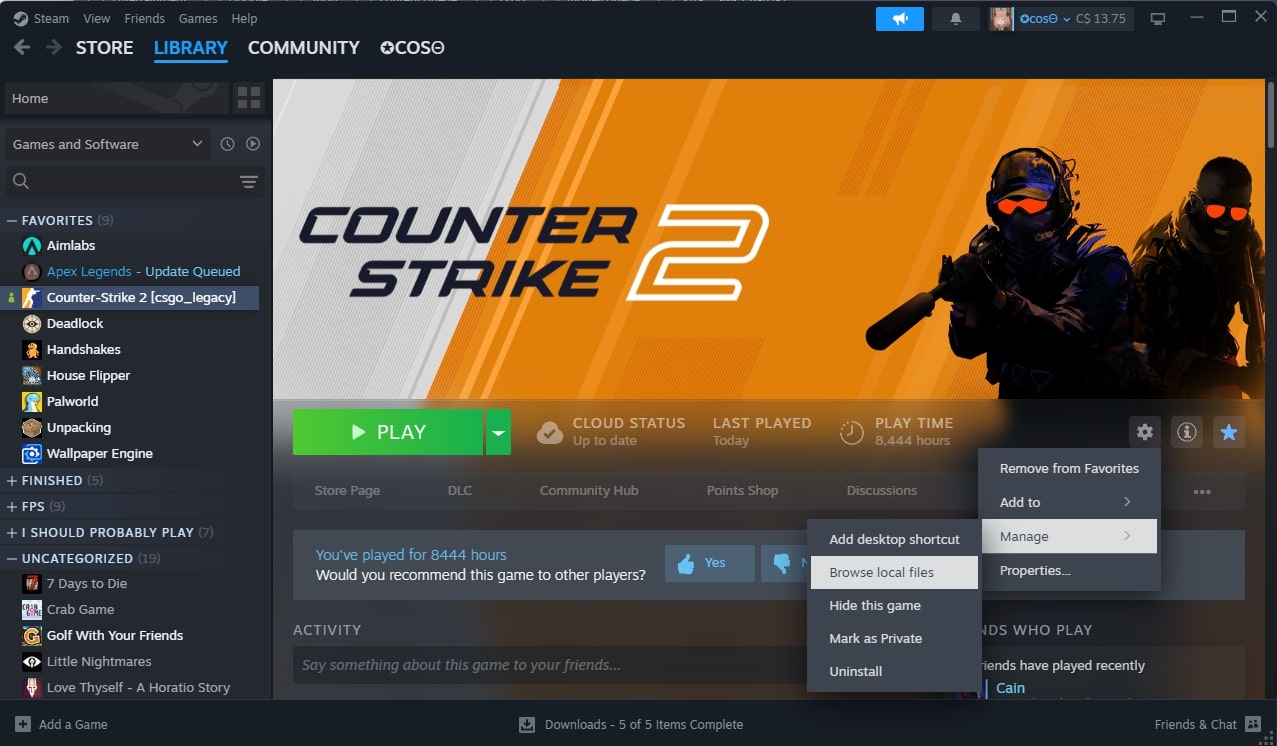 Steam View Friends Games Help
✪cosΘ C$ 13.75
STORE LIBRARY COMMUNITY ✪COSΘ
Home
Games and Software
FAVORITES (9)
Aimlabs
Apex Legends - Update Queued
Counter-Strike 2 [csgo_legacy]
Deadlock
Handshakes
House Flipper
Palworld
Unpacking
Wallpaper Engine
FINISHED (5)
FPS (9)
I SHOULD PROBABLY PLAY (7)
UNCATEGORIZED (19)
7 Days to Die
Crab Game
Golf With Your Friends
Little Nightmares
Love Thyself - A Horatio Story
COUNTER
STRIKE 2
PLAY
CLOUD STATUS
Up to date
LAST PLAYED
Today
PLAY TIME
8,444 hours
Store Page DLC Community Hub Points Shop Discussions
Remove from Favorites
Add to
Manage
Properties...
Add desktop shortcut
Browse local files
Hide this game
Mark as Private
Uninstall
You've played for 8444 hours
Would you recommend this game to other players?
Yes
ACTIVITY
Say something about this game to your friends...
NDS WHO PLAY
riends have played recently
Cain
Add a Game
Downloads - 5 of 5 Items Complete
Friends & Chat